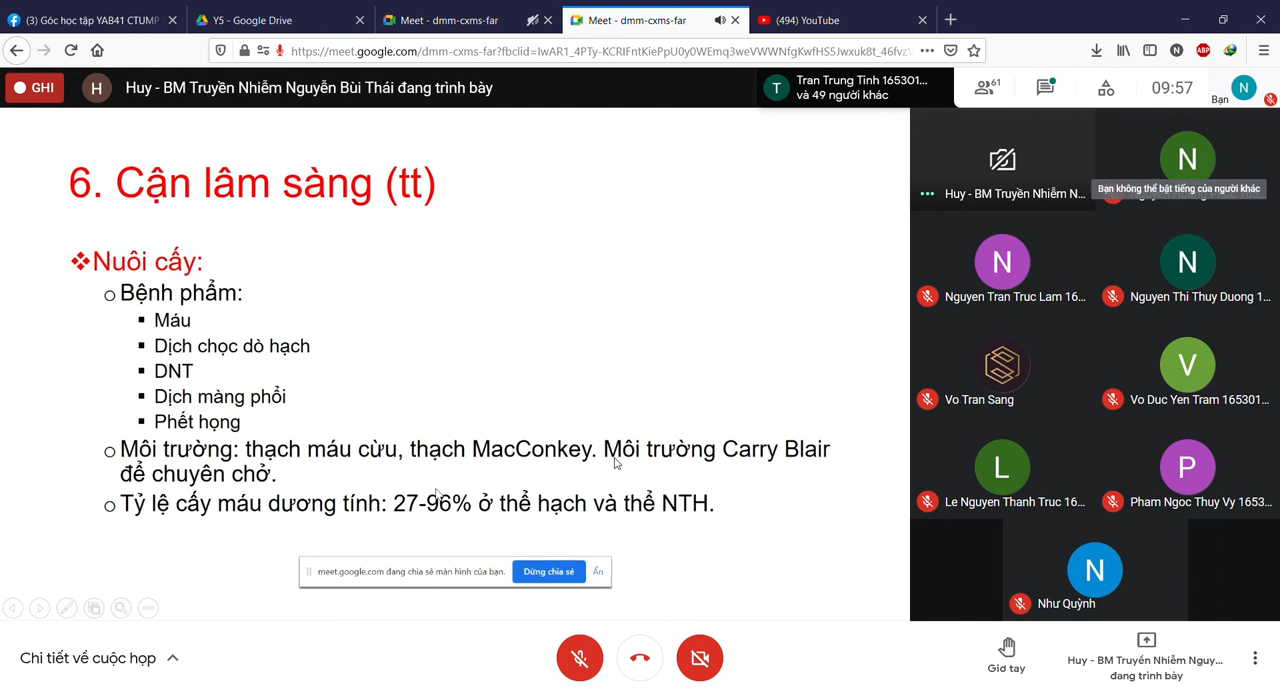 (3) Góc học tập YAB41 CTUMP
Y5 - Google Drive
Meet - dmm-cxms-far
Meet - dmm-cxms-far
(494) YouTube
https://meet.google.com/dmm-cxms-far?fbclid=
GHI
H
Huy - BM Truyền Nhiễm Nguyễn Bùi Thái đang trình bày
T
Tran Trung Tinh 165301...
và 49 người khác
61
09:57
Bạn
N
6. Cận lâm sàng (tt)
Nuôi cấy:
Bệnh phẩm:
Máu
Dịch chọc dò hạch
DNT
Dịch màng phổi
Phết họng
Môi trường: thạch máu cừu, thạch MacConkey. Môi trường Carry Blair
để chuyên chở.
Tỷ lệ cấy máu dương tính: 27-96% ở thể hạch và thể NTH.
meet.google.com đang chia sẻ màn hình của bạn.
Dừng chia sẻ
Ẩn
Huy - BM Truyền Nhiễm N...
N
Bạn không thể bật tiếng của người khác
N
Nguyen Tran Truc Lam 16...
N
Nguyen Thi Thuy Duong 1...
Vo Tran Sang
V
Vo Duc Yen Tram 165301...
L
Le Nguyen Thanh Truc 16...
P
Pham Ngoc Thuy Vy 1653...
N
Như Quỳnh
Chi tiết về cuộc họp
Giơ tay
Huy - BM Truyền Nhiễm Nguy...
đang trình bày